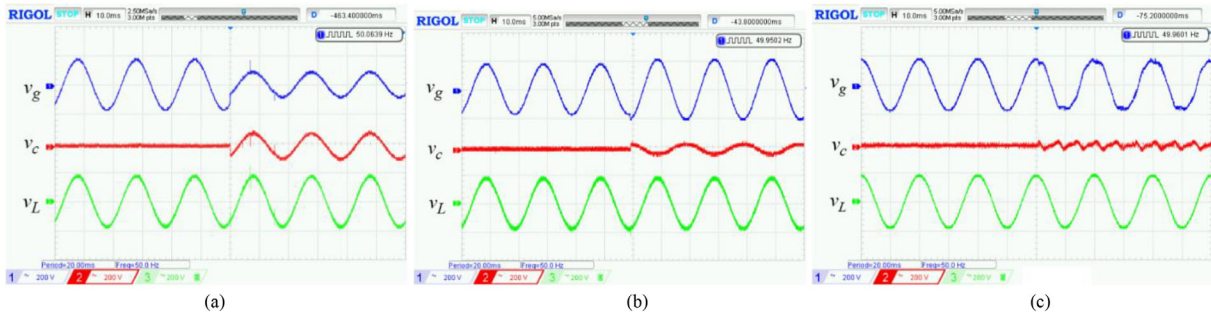 RIGOL STOP H 10.0ms 2.50MSa/s 3.00M pts D -463.400000ms
1 50.0639 Hz
vg
vc
vL
Period=20.00ms Freq=50.0 Hz
1 ~ 200 V 2 ~ 200 V 3 ~ 200 V
(a)
RIGOL STOP H 10.0ms 5.00MSa/s 3.00M pts D -43.8000000ms
1 49.9502 Hz
vg
vc
vL
Period=20.00ms Freq=50.0 Hz
1 ~ 200 V 2 ~ 200 V 3 ~ 200 V
(b)
RIGOL STOP H 10.0ms 5.00MSa/s 3.00M pts D -75.2000000ms
1 49.9601 Hz
vg
vc
vL
Period=20.00ms Freq=50.0 Hz
1 ~ 200 V 2 ~ 200 V 3 ~ 200 V
(c)